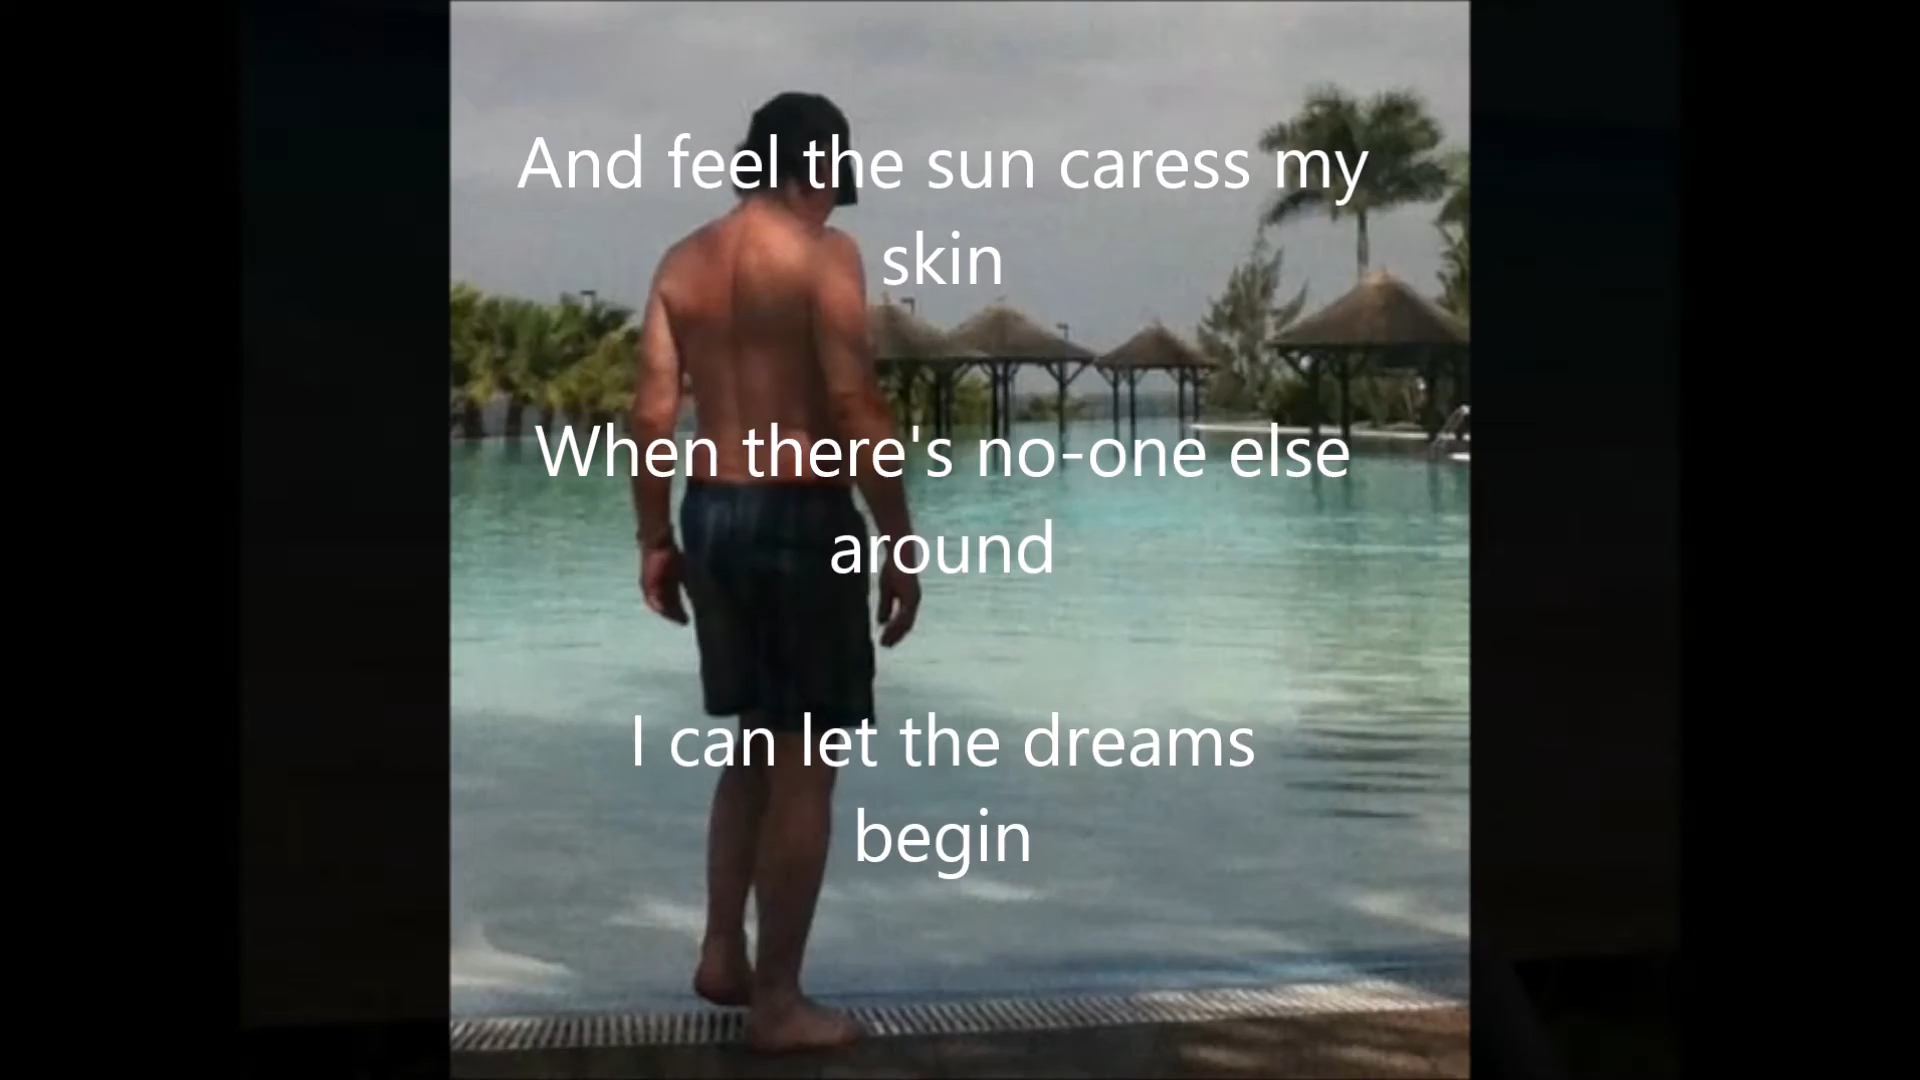 And feel the sun caress my
skin
When there's no-one else
around
I can let the dreams
begin